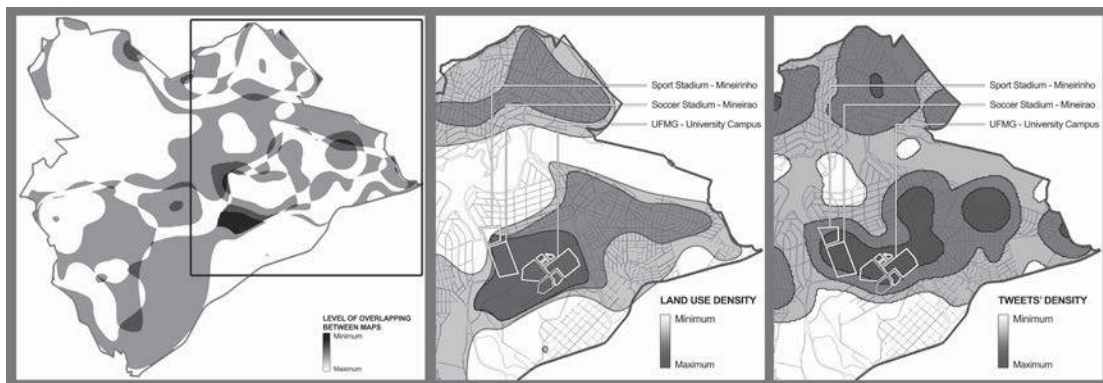 LEVEL OF OVERLAPPING
BETWEEN MAPS
Minimum
Maximum
Sport Stadium - Mineirinho
Soccer Stadium - Mineirao
UFMG - University Campus
LAND USE DENSITY
Minimum
Maximum
Sport Stadium - Mineirinho
Soccer Stadium - Mineirao
UFMG - University Campus
TWEETS' DENSITY
Minimum
Maximum